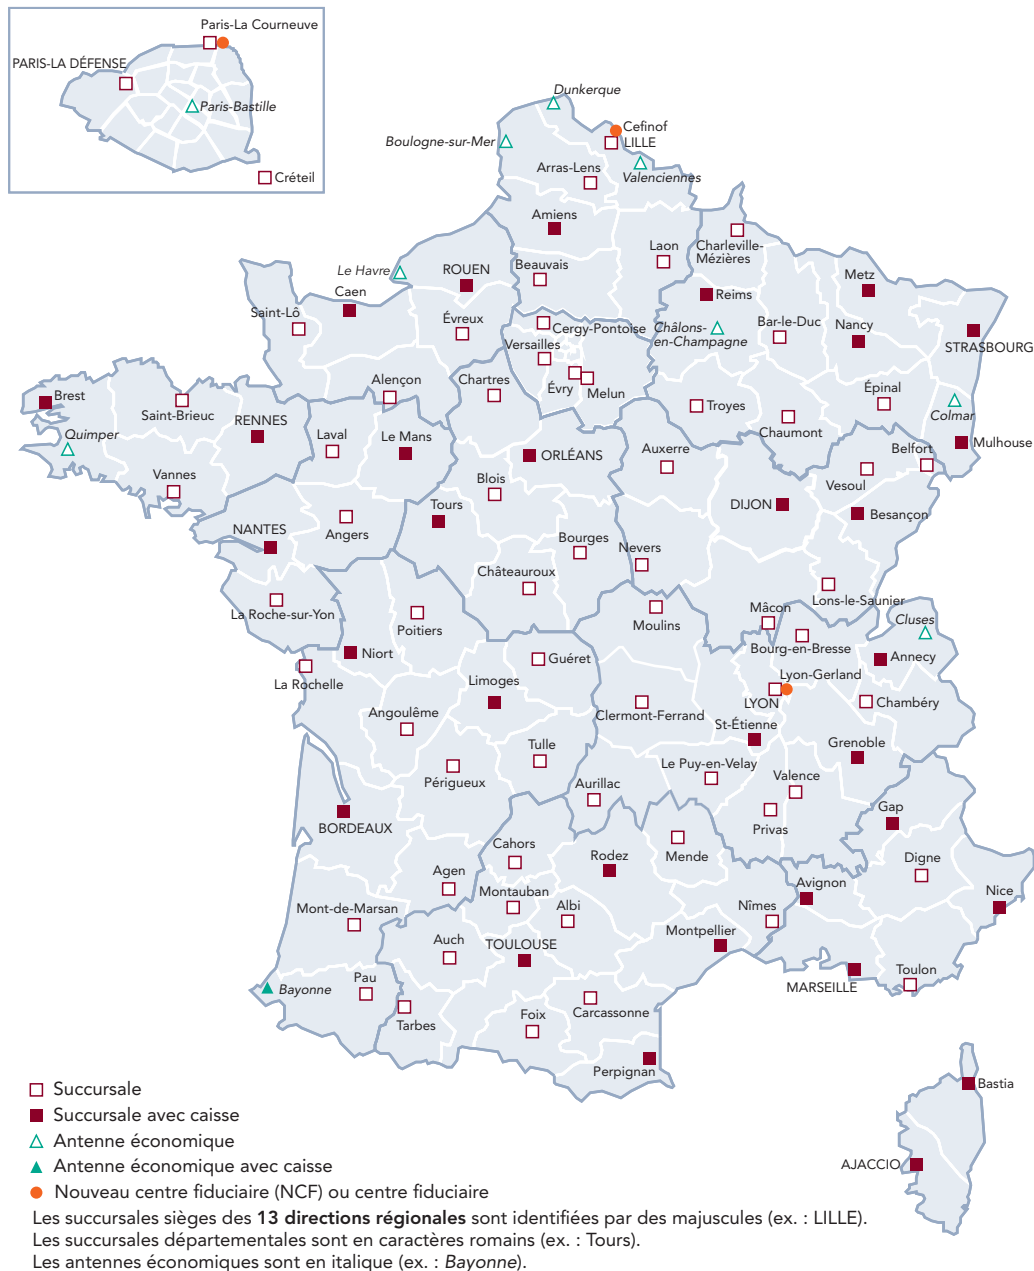 Paris-La Courneuve
PARIS-LA DÉFENSE
Paris-Bastille
Créteil
Dunkerque
Cefinof
LILLE
Boulogne-sur-Mer
Arras-Lens
Valenciennes
Amiens
Laon
Charleville-
Mézières
Le Havre
ROUEN
Beauvais
Metz
Caen
Reims
Saint-Lô
Évreux
Cergy-Pontoise
Châlons-
en-Champagne
Bar-le-Duc
Nancy
STRASBOURG
Versailles
Évry
Melun
Alençon
Chartres
Épinal
Brest
Saint-Brieuc
RENNES
Troyes
Colmar
Quimper
Laval
Le Mans
Chaumont
Mulhouse
ORLÉANS
Auxerre
Belfort
Vannes
Blois
Vesoul
Tours
DIJON
Besançon
NANTES
Angers
Bourges
Nevers
Châteauroux
La Roche-sur-Yon
Poitiers
Moulins
Mâcon
Lons-le-Saunier
Cluses
Bourg-en-Bresse
Niort
Guéret
Annecy
La Rochelle
Limoges
Lyon-Gerland
LYON
Chambéry
Angoulême
Clermont-Ferrand
St-Étienne
Tulle
Grenoble
Périgueux
Le Puy-en-Velay
Valence
Aurillac
Privas
Gap
BORDEAUX
Cahors
Rodez
Mende
Digne
Agen
Avignon
Nice
Montauban
Albi
Nîmes
Mont-de-Marsan
Montpellier
Auch
TOULOUSE
MARSEILLE
Toulon
Bayonne
Pau
Tarbes
Foix
Carcassonne
Perpignan
Bastia
AJACCIO
Succursale
Succursale avec caisse
Antenne économique
Antenne économique avec caisse
Nouveau centre fiduciaire (NCF) ou centre fiduciaire
Les succursales sièges des 13 directions régionales sont identifiées par des majuscules (ex. : LILLE).
Les succursales départementales sont en caractères romains (ex. : Tours).
Les antennes économiques sont en italique (ex. : Bayonne).